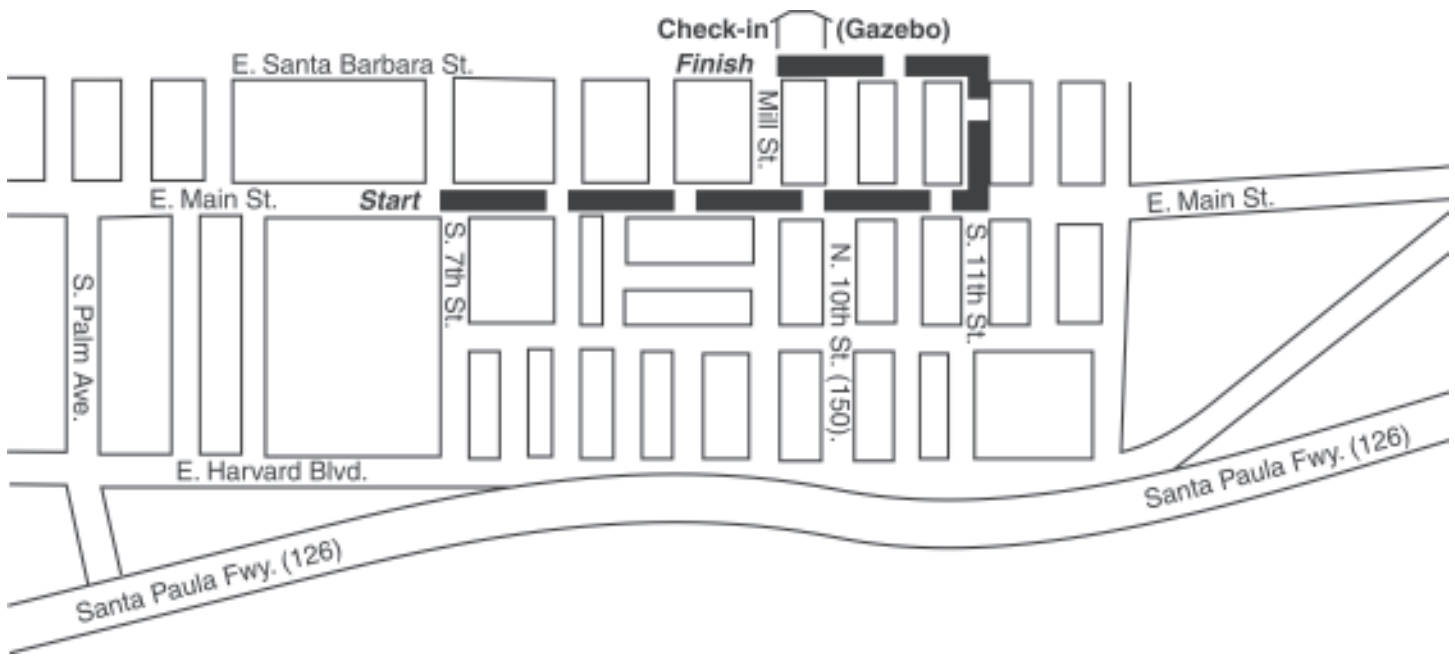 Check-in (Gazebo)
E. Santa Barbara St.
Finish
Mill St.
E. Main St.
Start
E. Main St.
S. 7th St.
N. 10th St. (150).
S. 11th St.
S. Palm Ave.
E. Harvard Blvd.
Santa Paula Fwy. (126)
Santa Paula Fwy. (126)